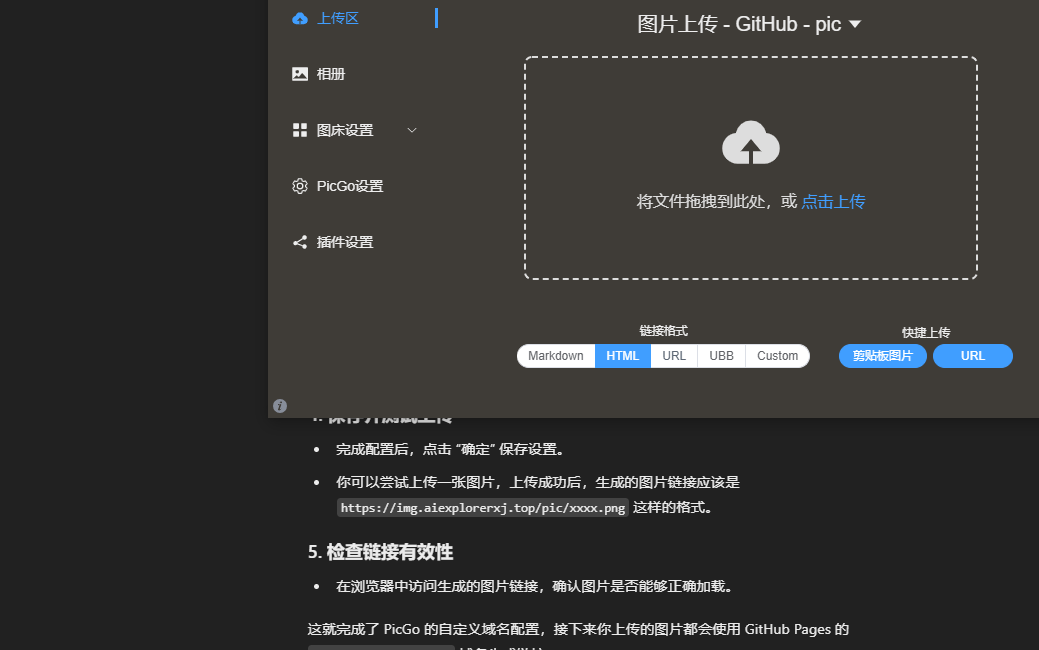 上传区
图片上传 - GitHub - pic
相册
图床设置
PicGo设置
将文件拖拽到此处，或 点击上传
插件设置
链接格式
快捷上传
Markdown HTML URL UBB Custom
剪贴板图片 URL
4. 保存并测试上传
完成配置后，点击 “确定” 保存设置。
你可以尝试上传一张图片，上传成功后，生成的图片链接应该是
https://img.aiexplorerxj.top/pic/xxxx.png 这样的格式。
5. 检查链接有效性
在浏览器中访问生成的图片链接，确认图片是否能够正确加载。
这就完成了 PicGo 的自定义域名配置，接下来你上传的图片都会使用 GitHub Pages 的